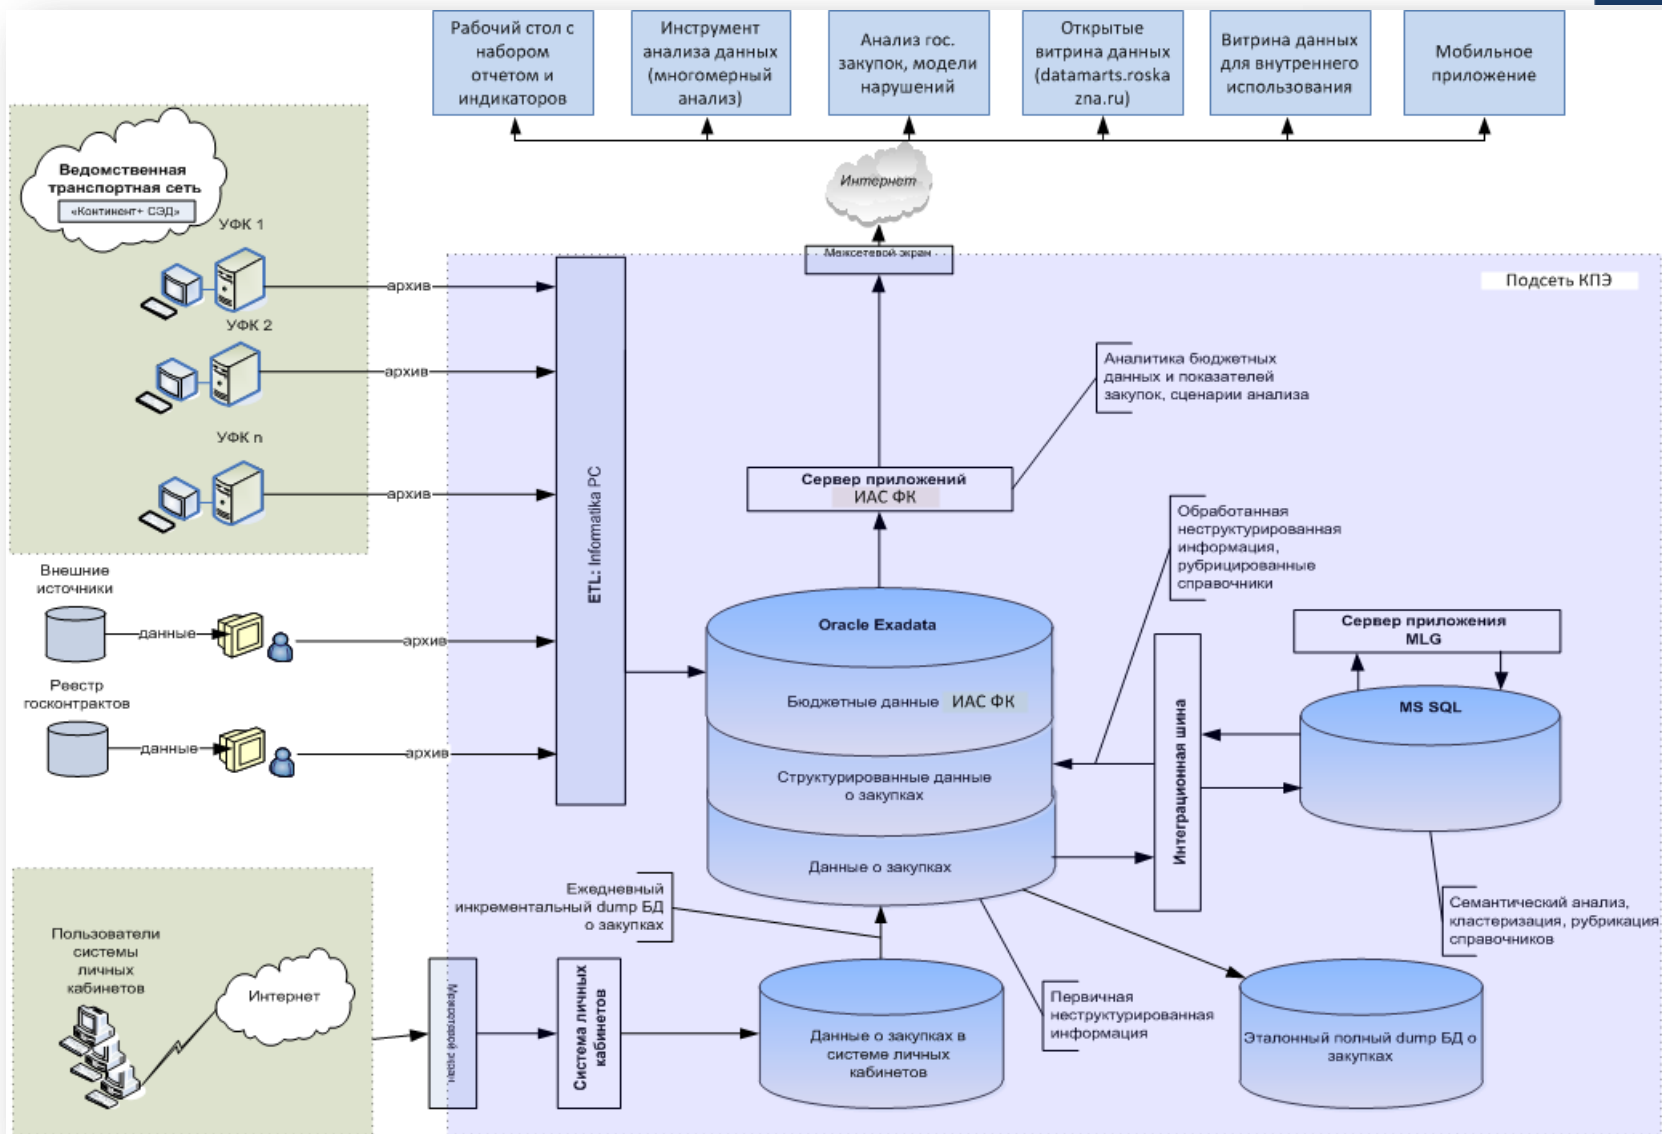 Рабочий стол с
набором
отчетом и
индикаторов
Инструмент
анализа данных
(многомерный
анализ)
Анализ гос.
закупок, модели
нарушений
Открытые
витрина данных
(datamarts.roska
zna.ru)
Витрина данных
для внутреннего
использования
Мобильное
приложение
Интернет
Межсетевой экран
Подсеть КПЭ
Ведомственная
транспортная сеть
«Континент+ СЭД»
УФК 1
архив
УФК 2
архив
УФК n
архив
Внешние
источники
данные
архив
Реестр
госконтрактов
данные
архив
ETL: Informatika PC
Аналитика бюджетных
данных и показателей
закупок, сценарии анализа
Сервер приложений
ИАС ФК
Обработанная
неструктурированная
информация,
рубрицированные
справочники
Oracle Exadata
Бюджетные данные ИАС ФК
Структурированные данные
о закупках
Данные о закупках
Интеграционная шина
Сервер приложения
MLG
MS SQL
Семантический анализ,
кластеризация, рубрикация
справочников
Ежедневный
инкрементальный dump БД
о закупках
Пользователи
системы
личных
кабинетов
Интернет
Межсетевой экран
Система личных
кабинетов
Данные о закупках в
системе личных
кабинетов
Первичная
неструктурированная
информация
Эталонный полный dump БД о
закупках